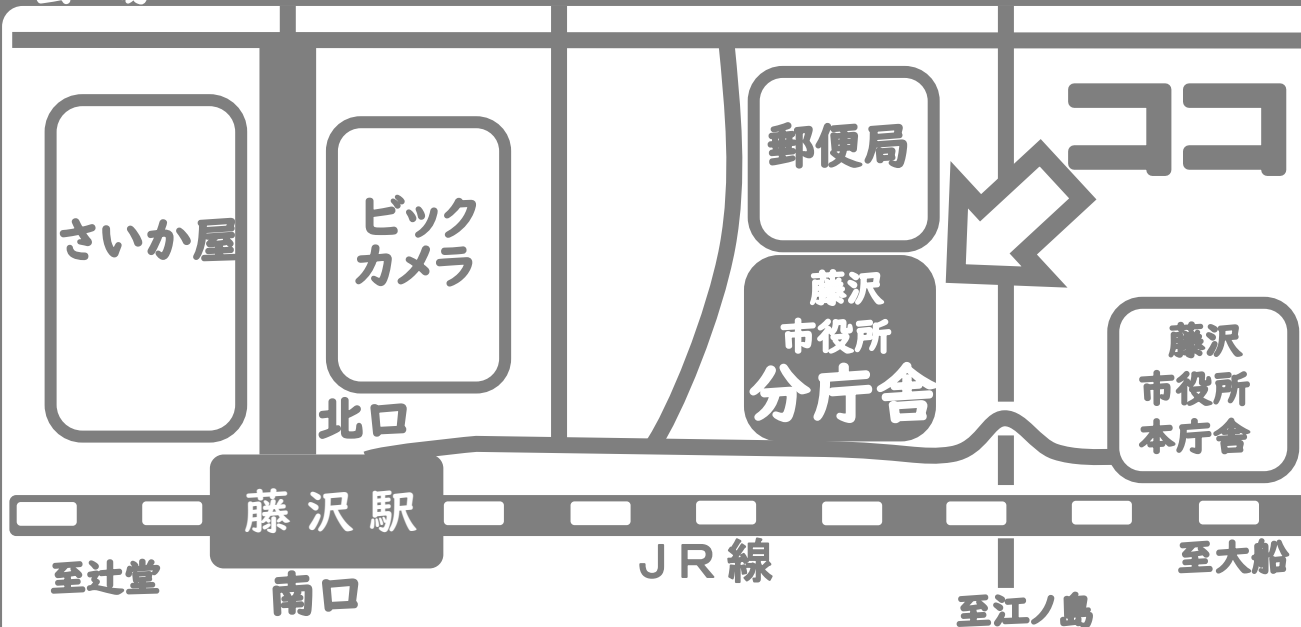 ココ
郵便局
さいか屋
ビック
カメラ
藤沢
市役所
分庁舎
藤沢
市役所
本庁舎
北口
藤沢駅
南口
JR線
至辻堂
至大船
至江ノ島